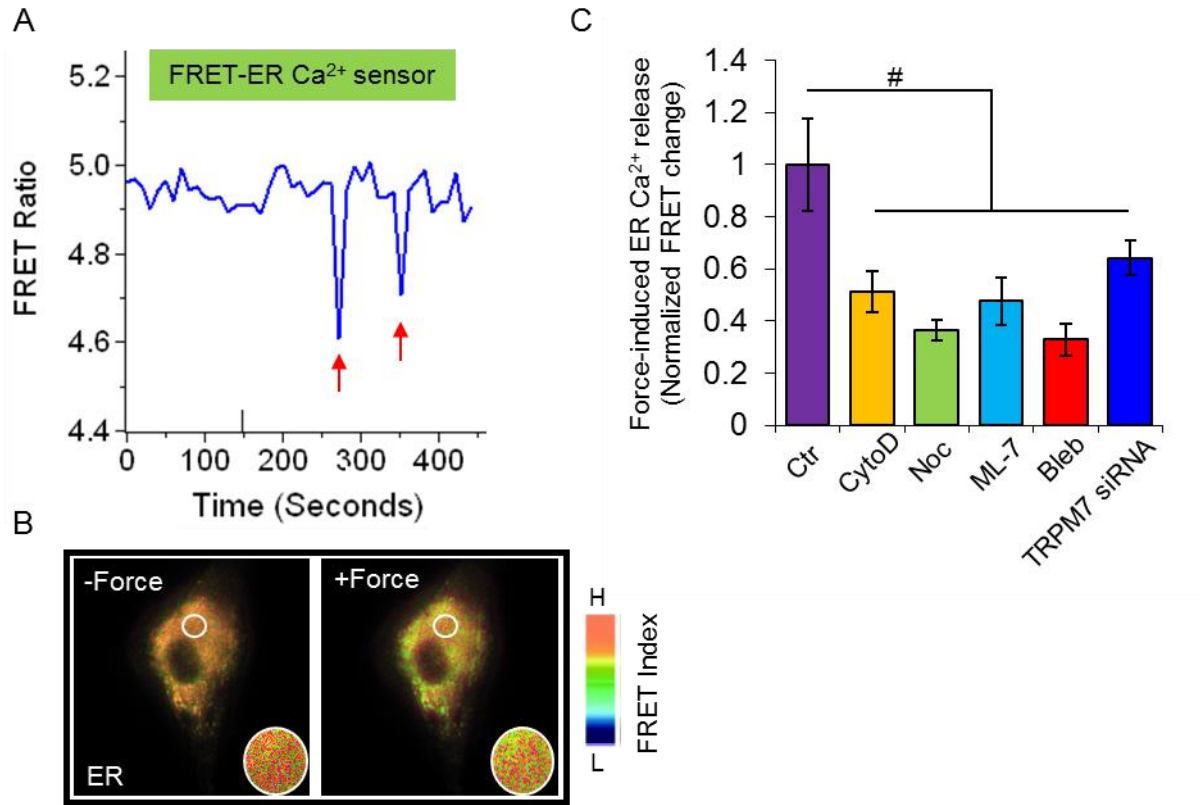 A
FRET-ER Ca²⁺ sensor
FRET Ratio
5.2
5.0
4.8
4.6
4.4
0
100
200
300
400
Time (Seconds)
B
-Force
ER
+Force
H
L
FRET Index
C
Force-induced ER Ca²⁺ release
(Normalized FRET change)
1.4
1.2
1
0.8
0.6
0.4
0.2
0
#
Ctr
CytoD
Noc
ML-7
Bleb
TRPM7 siRNA